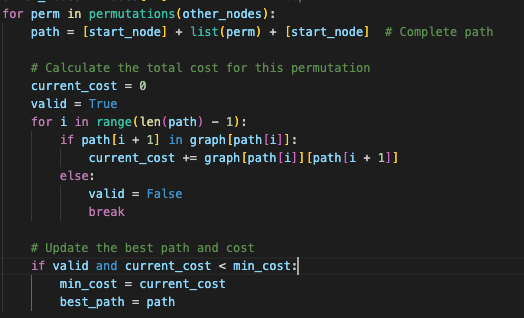 for perm in permutations(other_nodes):
    path = [start_node] + list(perm) + [start_node]  # Complete path

    # Calculate the total cost for this permutation
    current_cost = 0
    valid = True
    for i in range(len(path) - 1):
        if path[i + 1] in graph[path[i]]:
            current_cost += graph[path[i]][path[i + 1]]
        else:
            valid = False
            break

    # Update the best path and cost
    if valid and current_cost < min_cost:
        min_cost = current_cost
        best_path = path